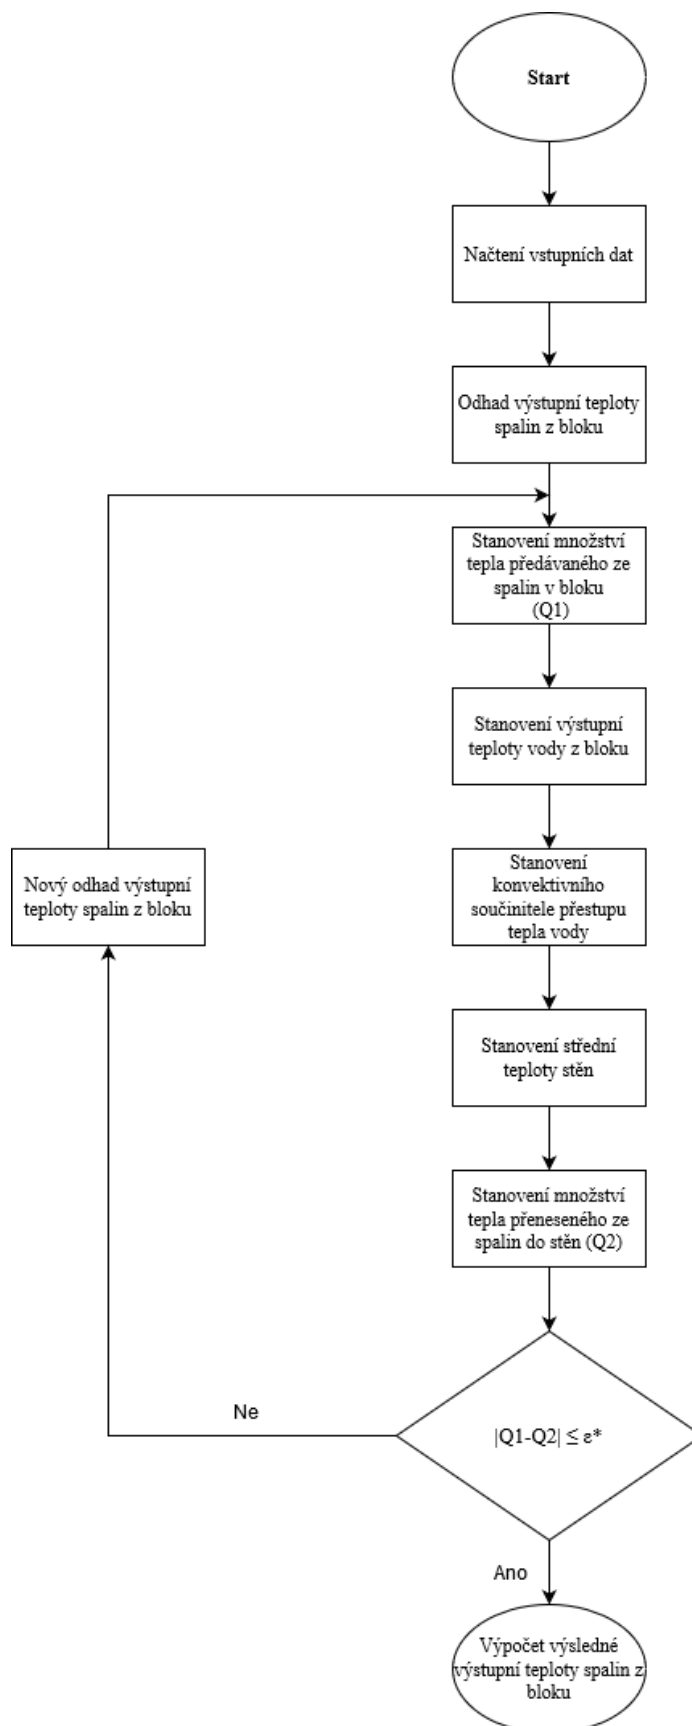 Start
Načtení vstupních dat
Odhad výstupní teploty
spalin z bloku
Stanovení množství
tepla předávaného ze
spalin v bloku
(Q1)
Stanovení výstupní
teploty vody z bloku
Nový odhad výstupní
teploty spalin z bloku
Stanovení
konvektivního
součinitele přestupu
tepla vody
Stanovení střední
teploty stěn
Stanovení množství
tepla přeneseného ze
spalin do stěn (Q2)
Ne
|Q1-Q2| ≤ ε*
Ano
Výpočet výsledné
výstupní teploty spalin z
bloku